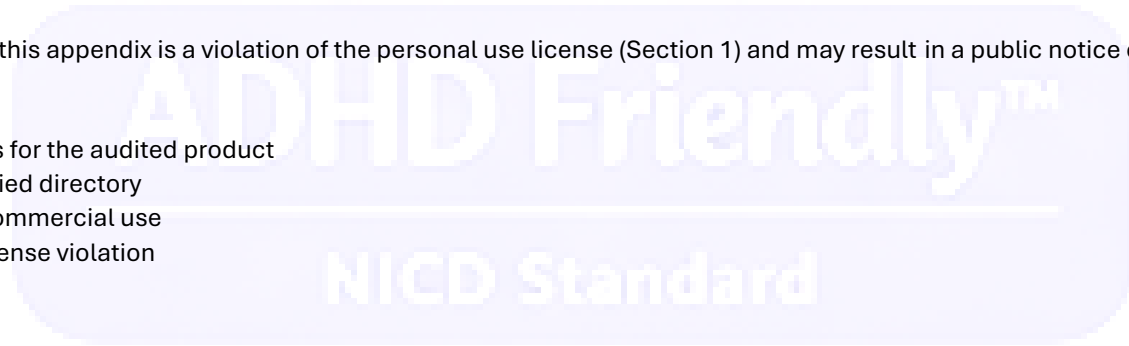 this appendix is a violation of the personal use license (Section 1) and may result in a public notice
ADHD Friendly™
s for the audited product
ied directory
ommercial use
ense violation
NICD Standard